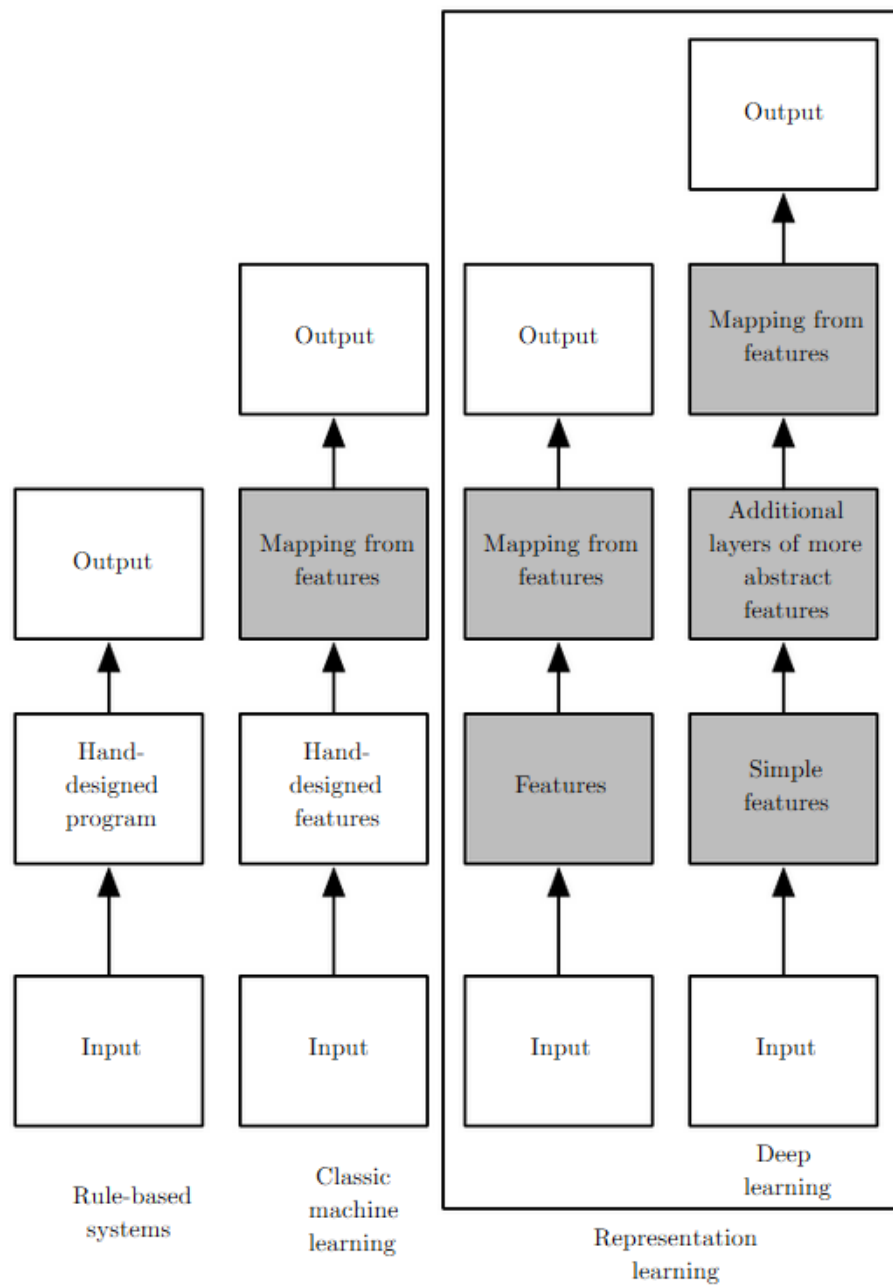 Output
Output
Output
Mapping from
features
Output
Mapping from
features
Mapping from
features
Additional
layers of more
abstract
features
Hand-
designed
program
Hand-
designed
features
Features
Simple
features
Input
Input
Input
Input
Rule-based
systems
Classic
machine
learning
Representation
learning
Deep
learning